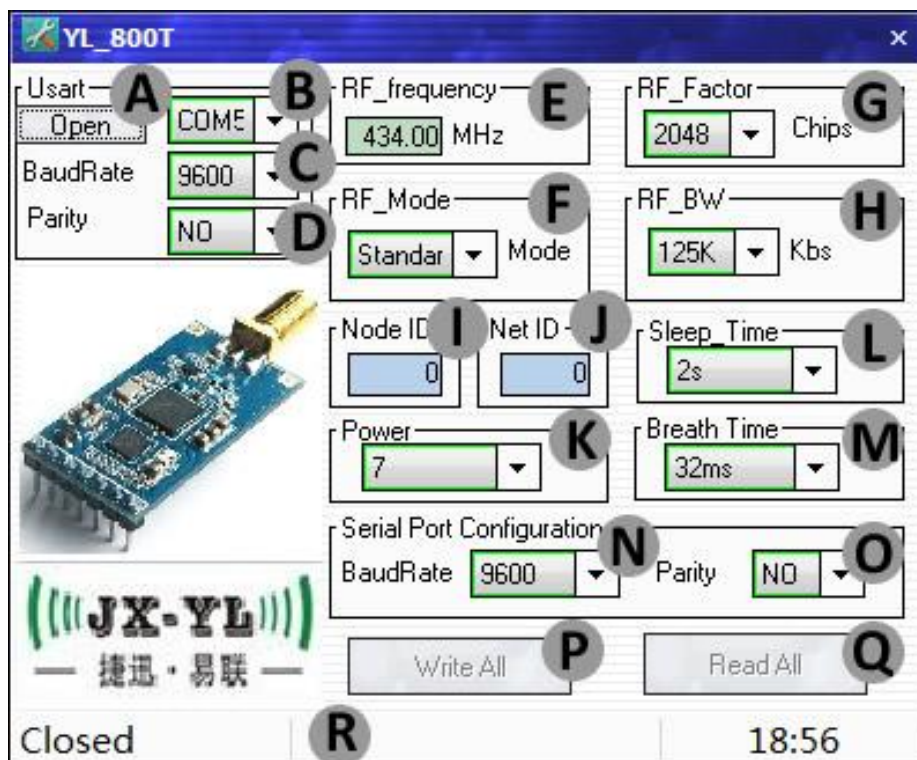 YL_800T
Usart A B
Open COM5
BaudRate 9600 C
Parity NO D
RF_frequency E
434.00 MHz
RF_Factor G
2048 Chips
RF_Mode F
Standar Mode
RF_BW H
125K Kbs
Node ID I
0
Net ID J
0
Sleep_Time L
2s
Power K
7
Breath Time M
32ms
Serial Port Configuration
BaudRate 9600 N Parity NO O
JX-YL
捷迅·易联
Write All P
Read All Q
Closed R 18:56